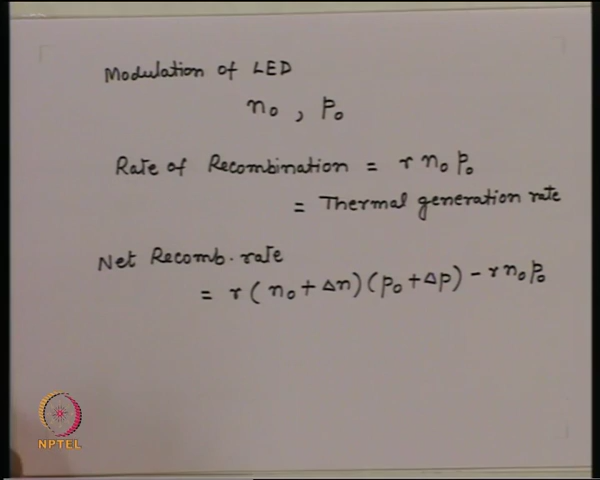 Modulation of LED
n₀ , p₀
Rate of Recombination = r n₀ p₀
= Thermal generation rate
Net Recomb. rate
= r ( n₀ + Δn ) ( p₀ + Δp ) - r n₀ p₀
NPTEL